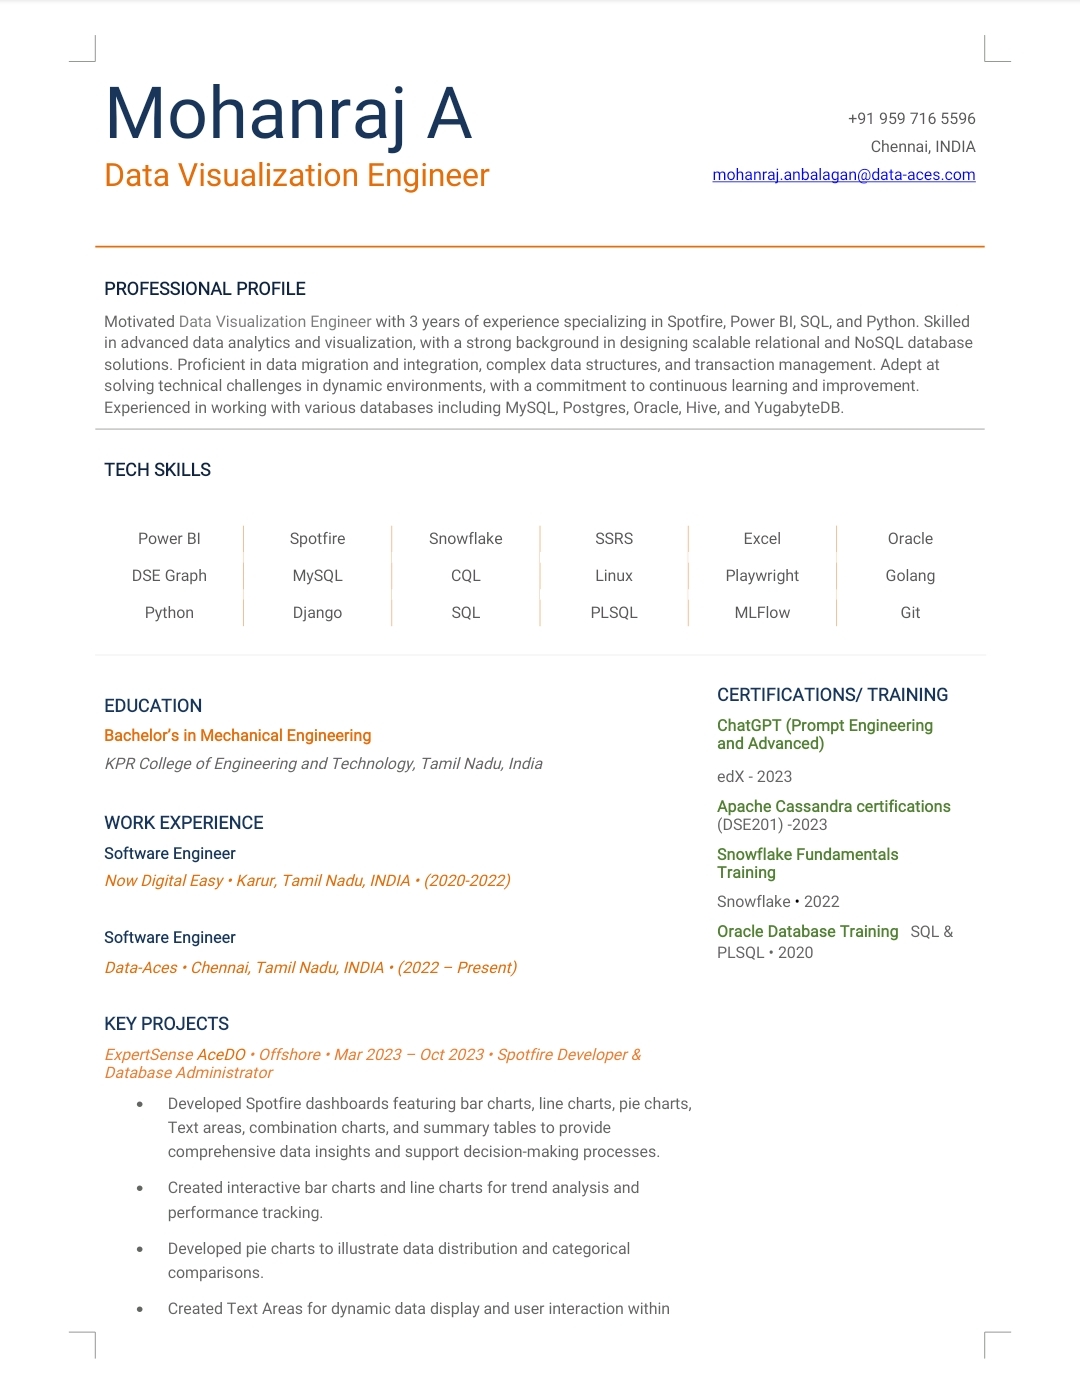 Mohanraj A
Data Visualization Engineer
+91 959 716 5596
Chennai, INDIA
mohanraj.anbalagan@data-aces.com
PROFESSIONAL PROFILE
Motivated Data Visualization Engineer with 3 years of experience specializing in Spotfire, Power BI, SQL, and Python. Skilled
in advanced data analytics and visualization, with a strong background in designing scalable relational and NoSQL database
solutions. Proficient in data migration and integration, complex data structures, and transaction management. Adept at
solving technical challenges in dynamic environments, with a commitment to continuous learning and improvement.
Experienced in working with various databases including MySQL, Postgres, Oracle, Hive, and YugabyteDB.
TECH SKILLS
Power BI Spotfire Snowflake SSRS Excel Oracle
DSE Graph MySQL CQL Linux Playwright Golang
Python Django SQL PLSQL MLFlow Git
EDUCATION
Bachelor's in Mechanical Engineering
KPR College of Engineering and Technology, Tamil Nadu, India
WORK EXPERIENCE
Software Engineer
Now Digital Easy • Karur, Tamil Nadu, INDIA • (2020-2022)
Software Engineer
Data-Aces • Chennai, Tamil Nadu, INDIA • (2022 – Present)
KEY PROJECTS
ExpertSense AceDO • Offshore • Mar 2023 – Oct 2023 • Spotfire Developer &
Database Administrator
• Developed Spotfire dashboards featuring bar charts, line charts, pie charts,
Text areas, combination charts, and summary tables to provide
comprehensive data insights and support decision-making processes.
• Created interactive bar charts and line charts for trend analysis and
performance tracking.
• Developed pie charts to illustrate data distribution and categorical
comparisons.
• Created Text Areas for dynamic data display and user interaction within
CERTIFICATIONS/ TRAINING
ChatGPT (Prompt Engineering
and Advanced)
edX - 2023
Apache Cassandra certifications
(DSE201) -2023
Snowflake Fundamentals
Training
Snowflake • 2022
Oracle Database Training SQL &
PLSQL • 2020